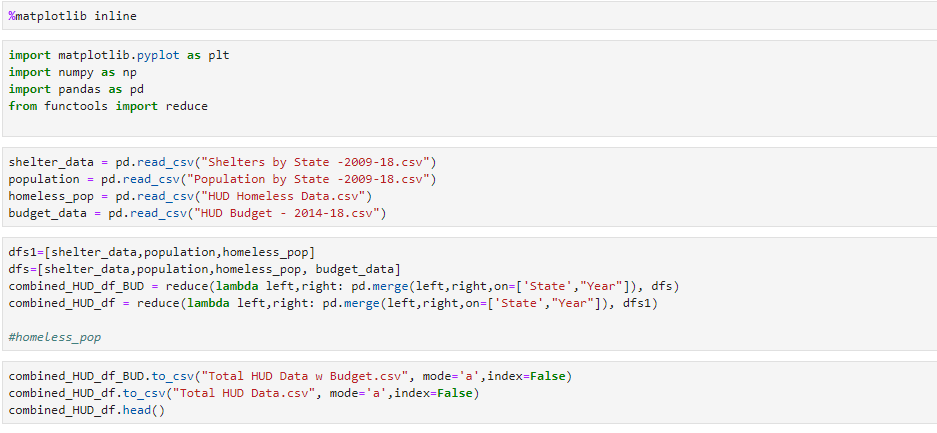 %matplotlib inline
import matplotlib.pyplot as plt
import numpy as np
import pandas as pd
from functools import reduce
shelter_data = pd.read_csv("Shelters by State -2009-18.csv")
population = pd.read_csv("Population by State -2009-18.csv")
homeless_pop = pd.read_csv("HUD Homeless Data.csv")
budget_data = pd.read_csv("HUD Budget - 2014-18.csv")
dfs1=[shelter_data,population,homeless_pop]
dfs=[shelter_data,population,homeless_pop, budget_data]
combined_HUD_df_BUD = reduce(lambda left,right: pd.merge(left,right,on=['State',"Year"]), dfs)
combined_HUD_df = reduce(lambda left,right: pd.merge(left,right,on=['State',"Year"]), dfs1)
#homeless_pop
combined_HUD_df_BUD.to_csv("Total HUD Data w Budget.csv", mode='a',index=False)
combined_HUD_df.to_csv("Total HUD Data.csv", mode='a',index=False)
combined_HUD_df.head()